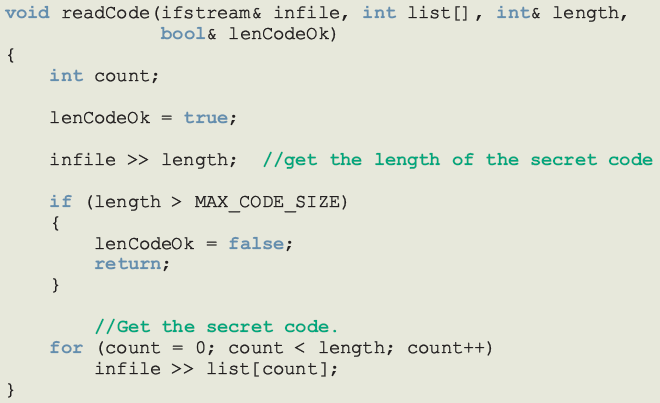 void readCode(ifstream& infile, int list[], int& length,
              bool& lenCodeOk)
{
    int count;

    lenCodeOk = true;

    infile >> length;  //get the length of the secret code

    if (length > MAX_CODE_SIZE)
    {
        lenCodeOk = false;
        return;
    }

        //Get the secret code.
    for (count = 0; count < length; count++)
        infile >> list[count];
}